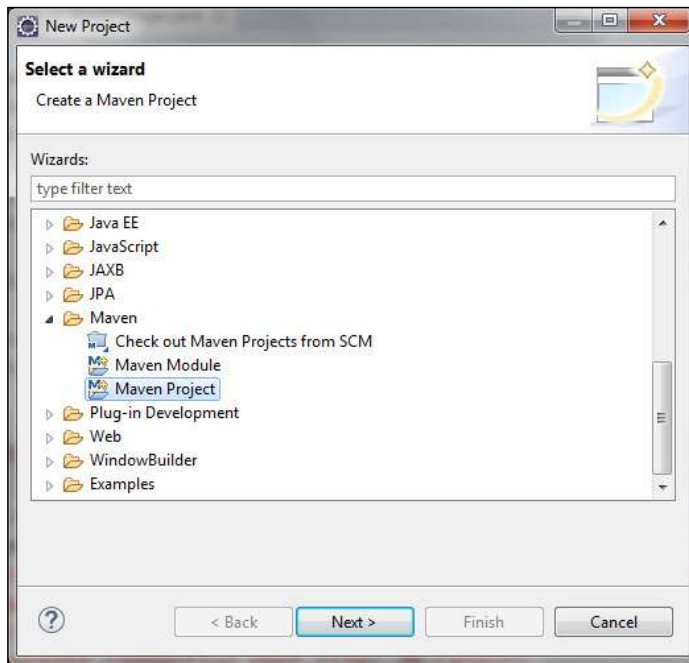 New Project
Select a wizard
Create a Maven Project
Wizards:
type filter text
Java EE
JavaScript
JAXB
JPA
Maven
Check out Maven Projects from SCM
Maven Module
Maven Project
Plug-in Development
Web
WindowBuilder
Examples
< Back Next > Finish Cancel